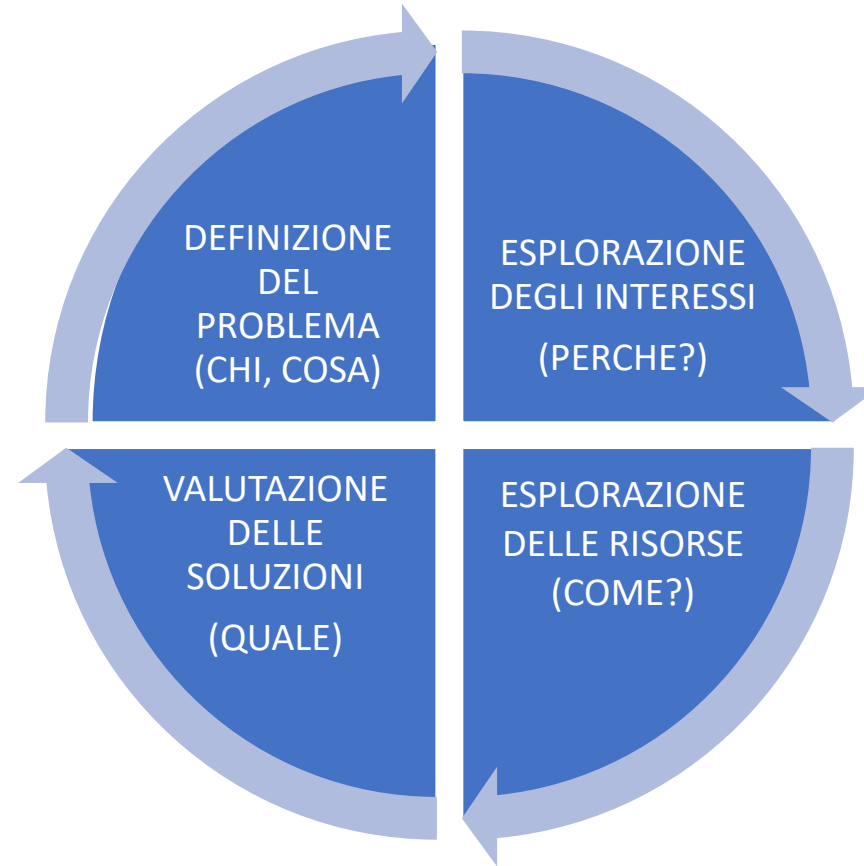 DEFINIZIONE
DEL
PROBLEMA
(CHI, COSA)
ESPLORAZIONE
DEGLI INTERESSI
(PERCHE?)
ESPLORAZIONE
DELLE RISORSE
(COME?)
VALUTAZIONE
DELLE
SOLUZIONI
(QUALE)